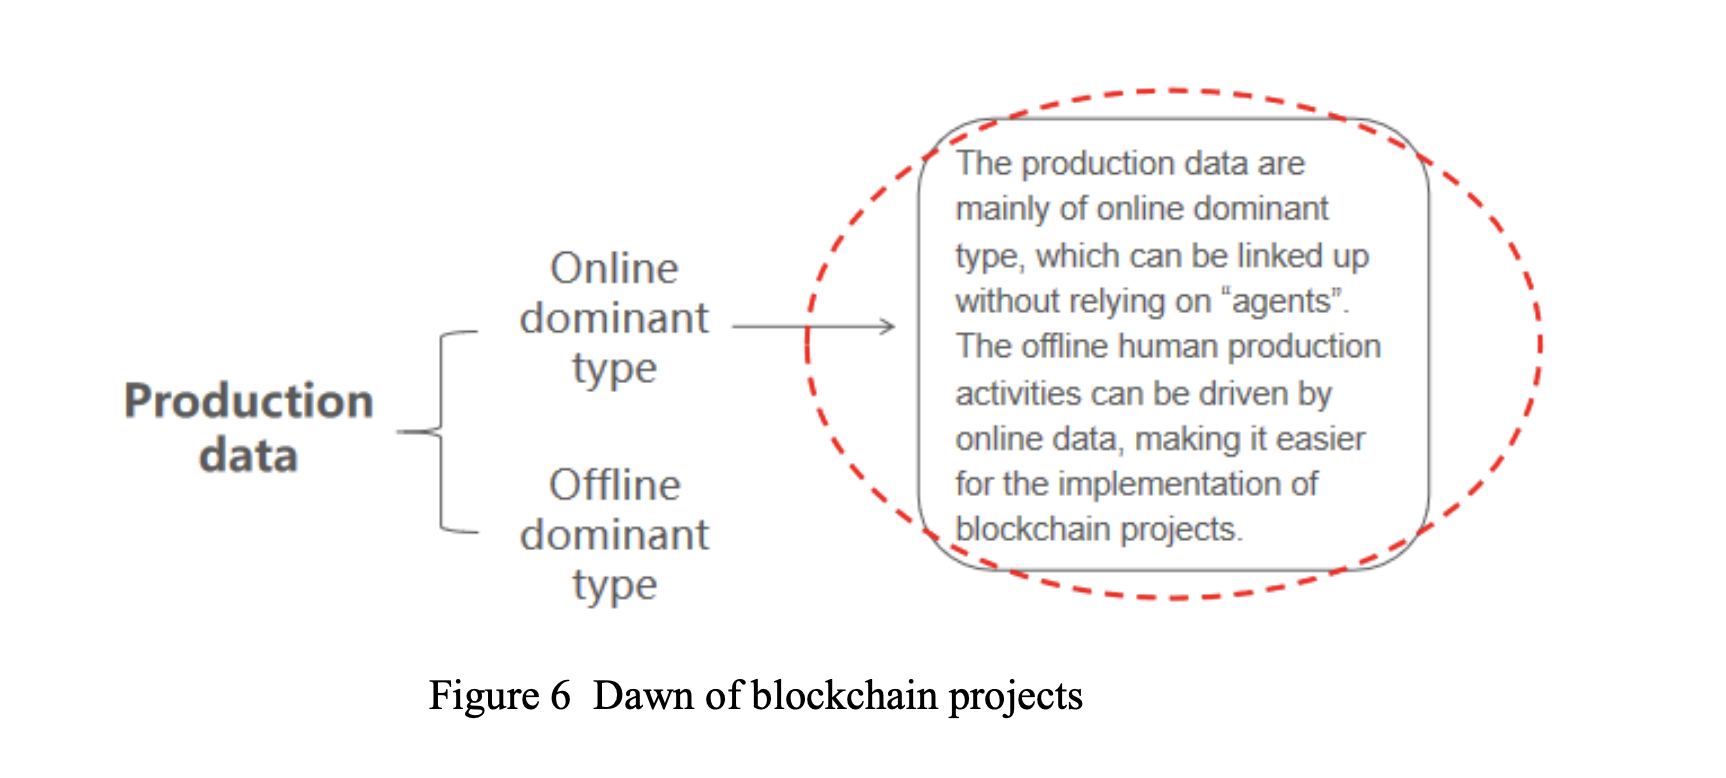 Production
data
Online
dominant
type
Offline
dominant
type
The production data are
mainly of online dominant
type, which can be linked up
without relying on “agents”.
The offline human production
activities can be driven by
online data, making it easier
for the implementation of
blockchain projects.
Figure 6  Dawn of blockchain projects